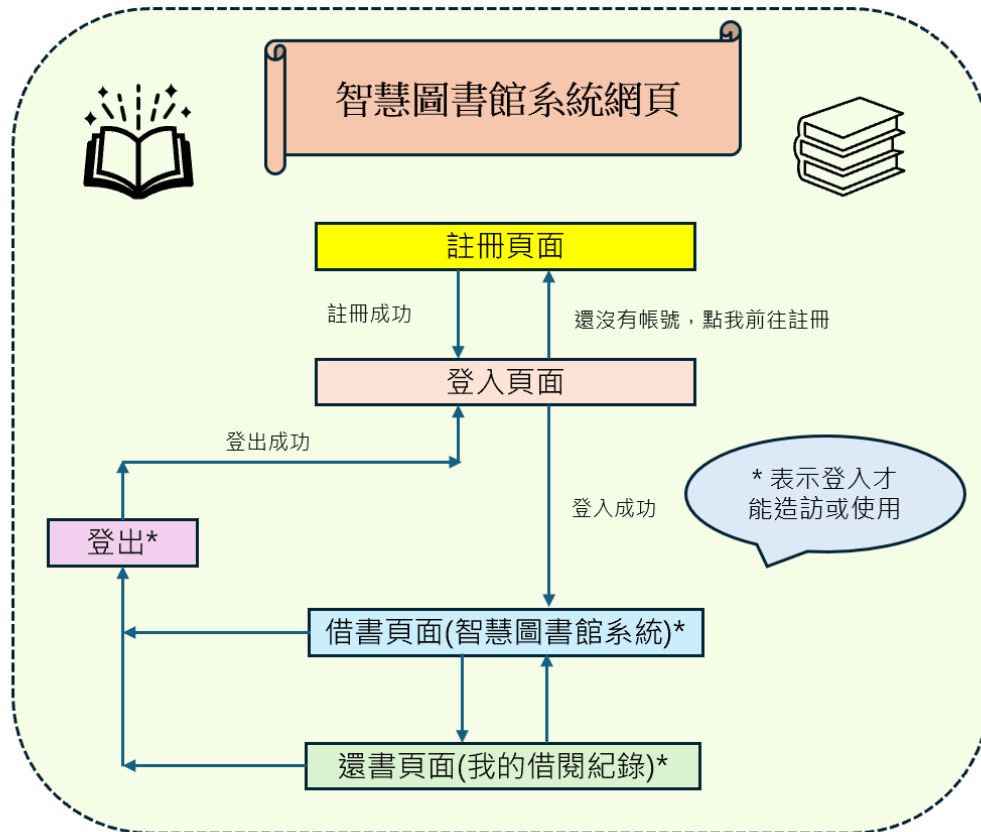 智慧圖書館系統網頁
註冊頁面
註冊成功
還沒有帳號，點我前往註冊
登入頁面
登出成功
* 表示登入才
能造訪或使用
登入成功
登出*
借書頁面(智慧圖書館系統)*
還書頁面(我的借閱紀錄)*